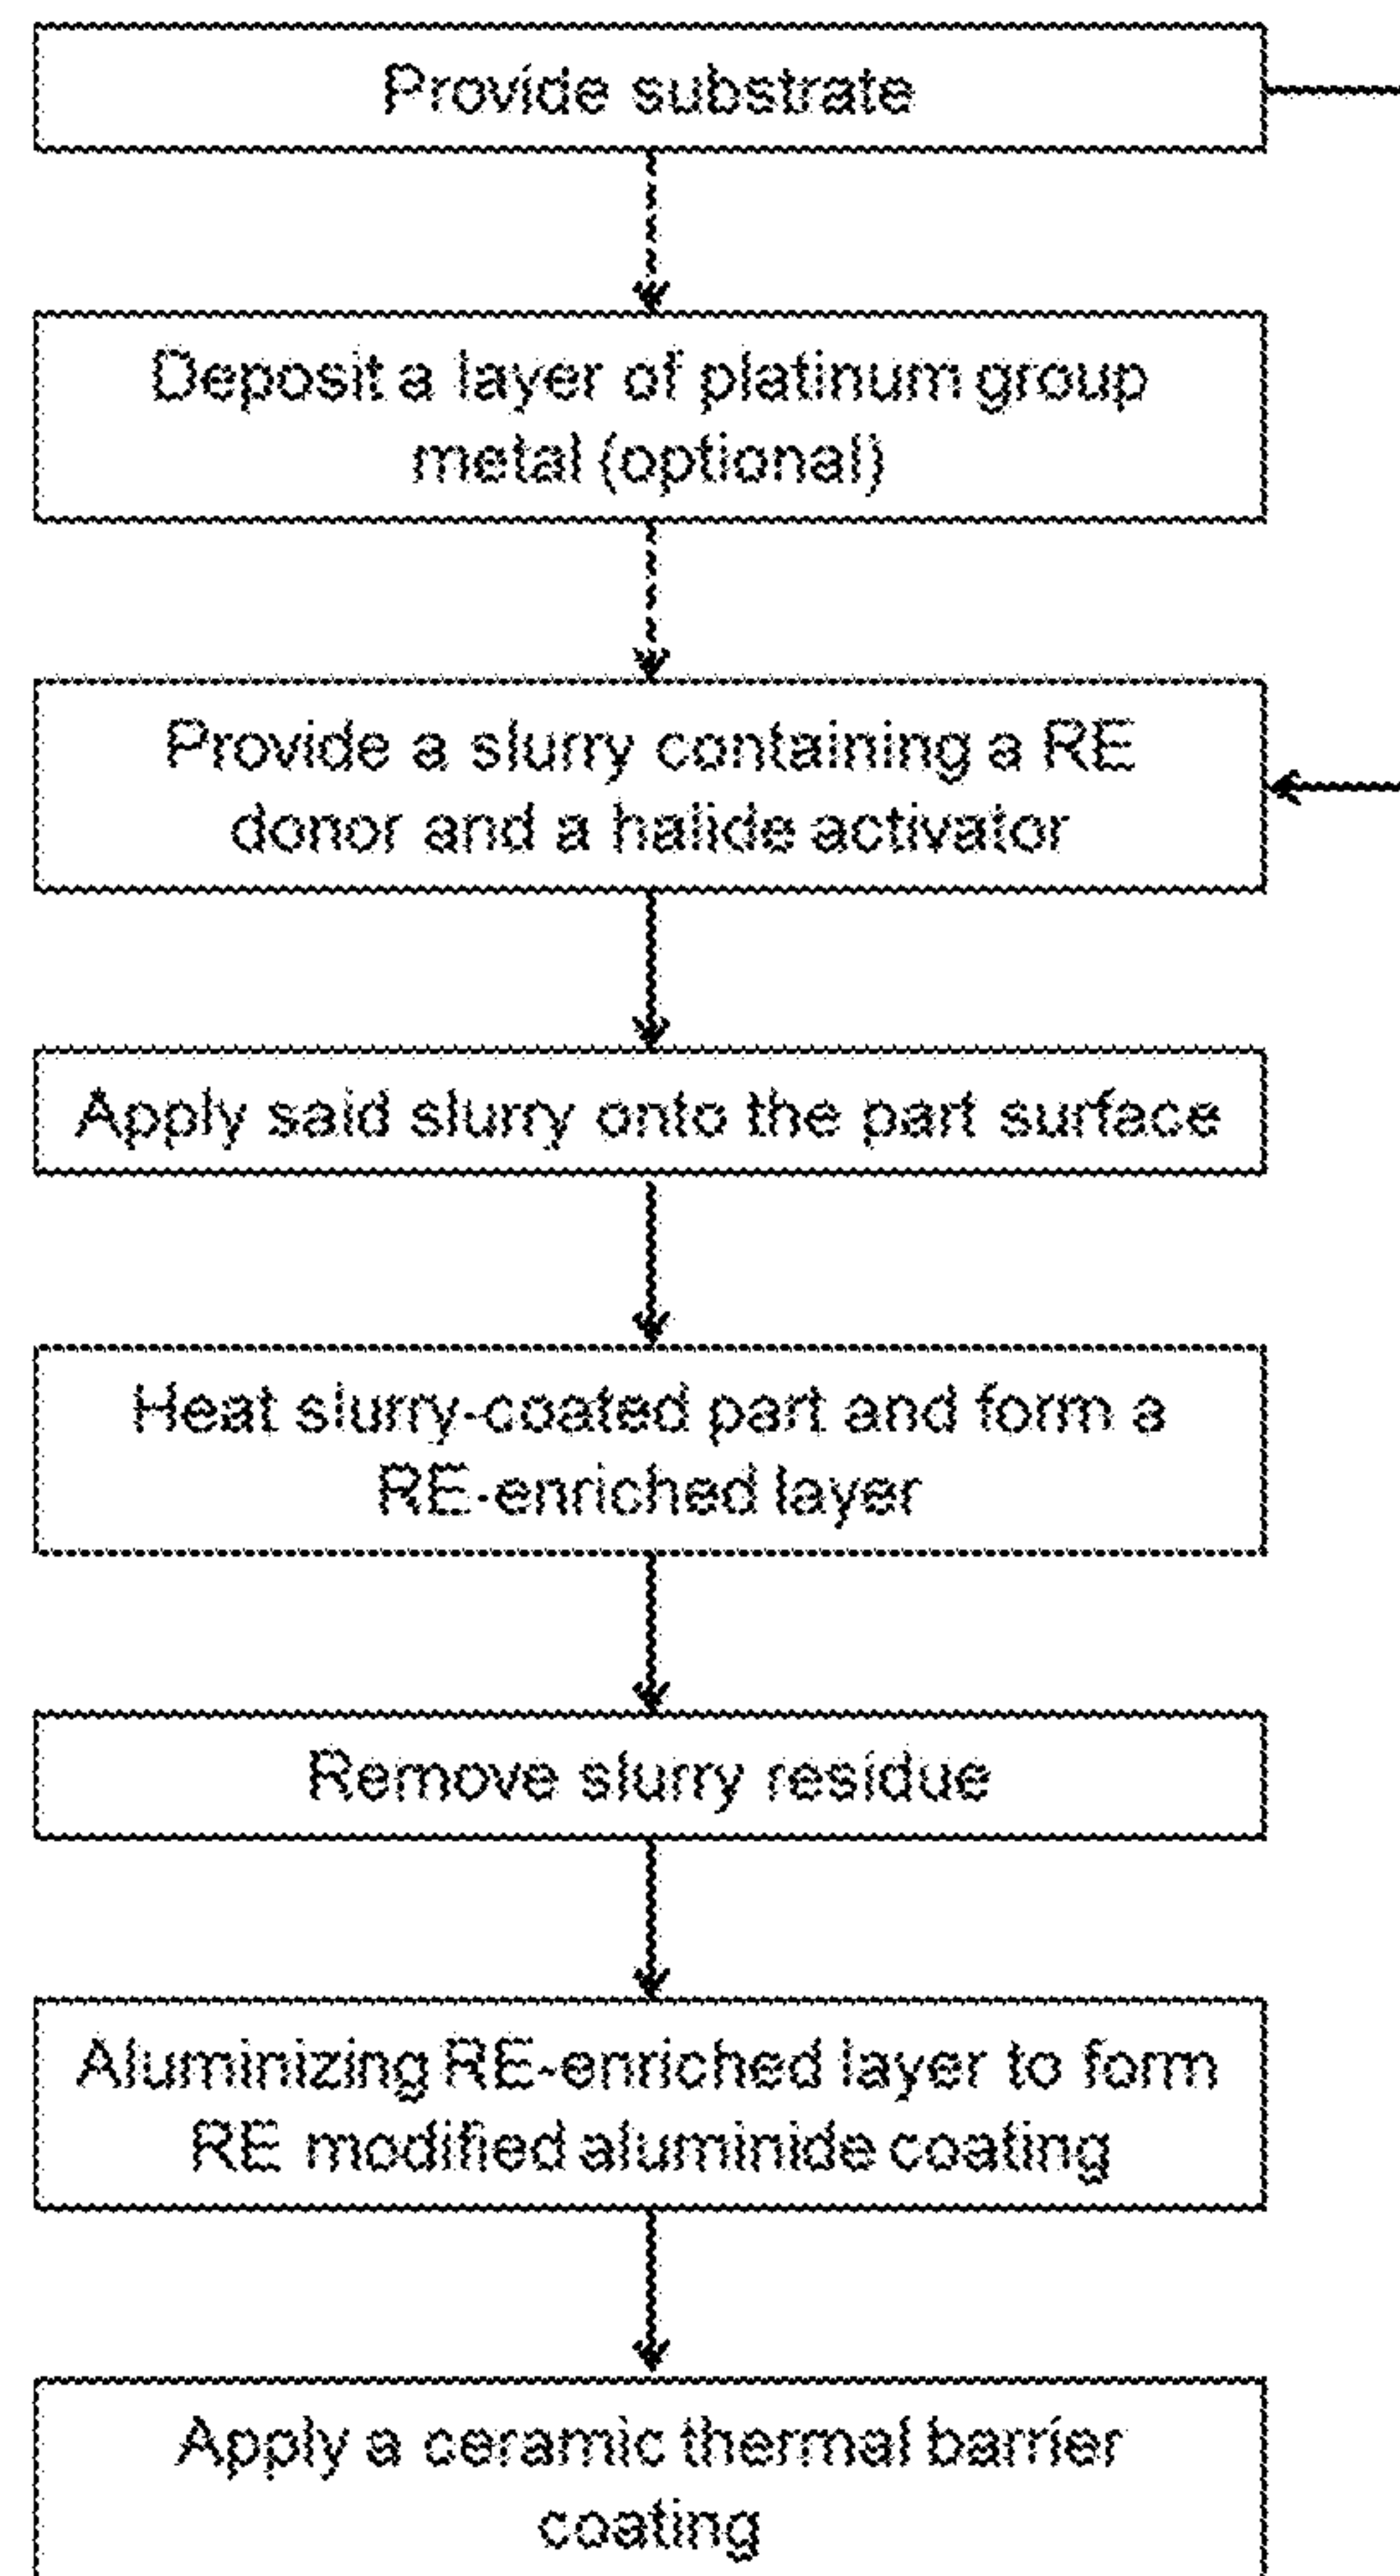 Provide substrate
Deposit a layer of platinum group
metal (optional)
Provide a slurry containing a RE
donor and a halide activator
Apply said slurry onto the part surface
Heat slurry-coated part and form a
RE-enriched layer
Remove slurry residue
Aluminizing RE-enriched layer to form
RE modified aluminide coating
Apply a ceramic thermal barrier
coating